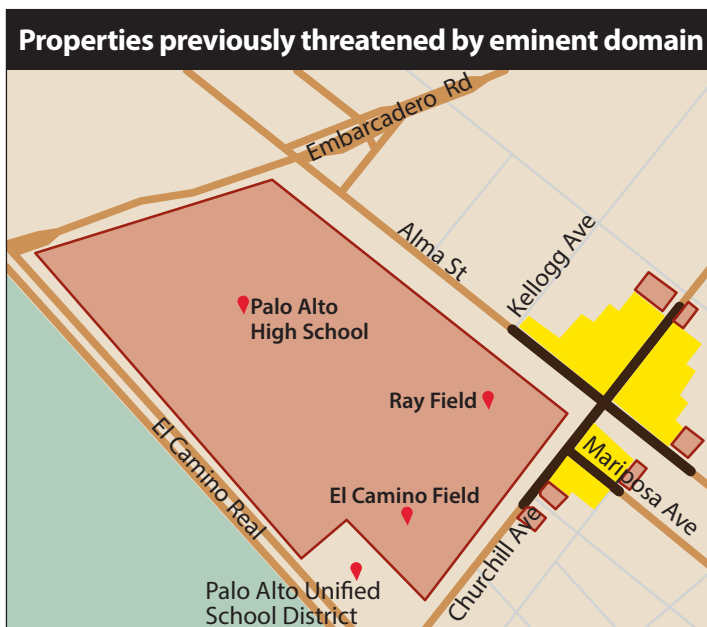 Properties previously threatened by eminent domain
Embarcadero Rd
Alma St
Kellogg Ave
Palo Alto
High School
Ray Field
El Camino Real
El Camino Field
Mariposa Ave
Churchill Ave
Palo Alto Unified
School District